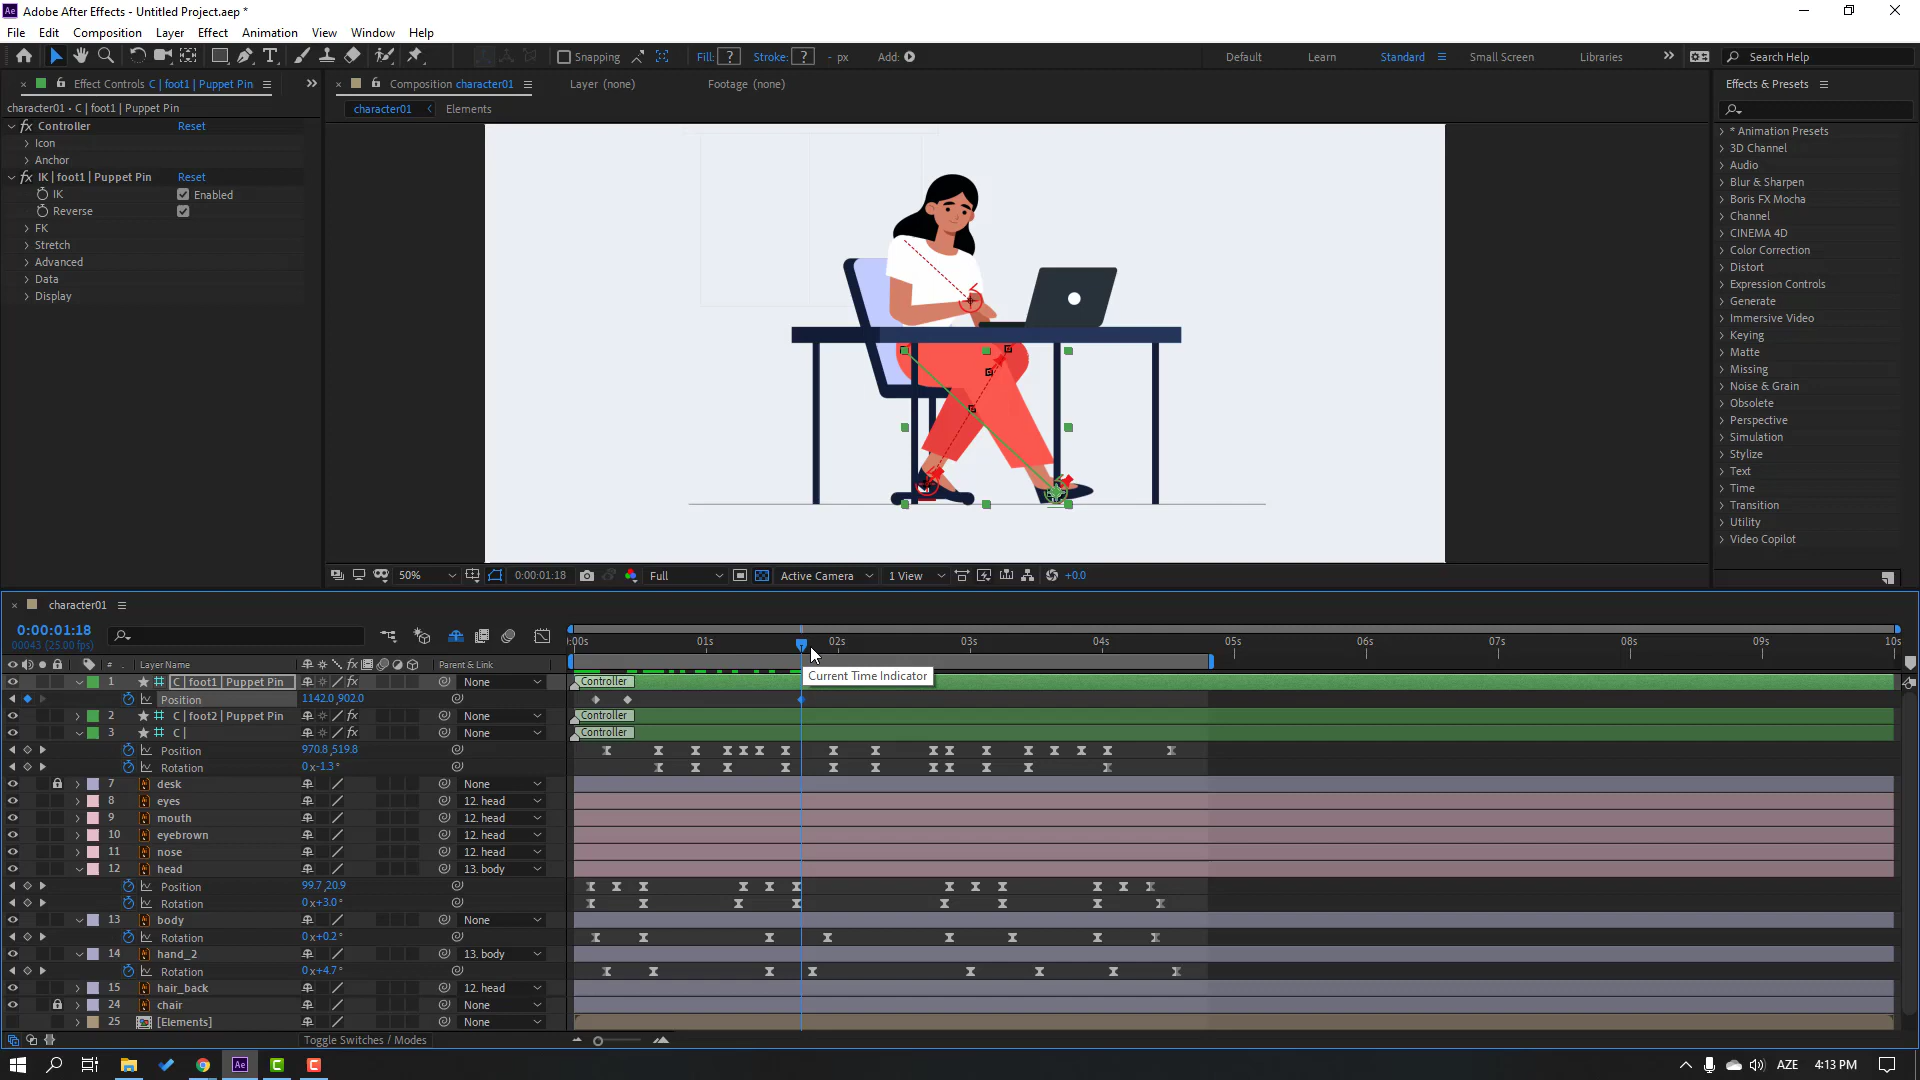 Adobe After Effects - Untitled Project.aep *
File Edit Composition Layer Effect Animation View Window Help
Snapping Fill: ? Stroke: ? - px Add: Default Learn Standard Small Screen Libraries Search Help
Effect Controls C | foot1 | Puppet Pin
Composition character01 Layer (none) Footage (none)
Effects & Presets
character01 • C | foot1 | Puppet Pin
character01 Elements
fx Controller Reset
Icon
Anchor
fx IK | foot1 | Puppet Pin Reset
IK Enabled
Reverse
FK
Stretch
Advanced
Data
Display
* Animation Presets
3D Channel
Audio
Blur & Sharpen
Boris FX Mocha
Channel
CINEMA 4D
Color Correction
Distort
Expression Controls
Generate
Immersive Video
Keying
Matte
Missing
Noise & Grain
Obsolete
Perspective
Simulation
Stylize
Text
Time
Transition
Utility
Video Copilot
50% 0:00:01:18 Full Active Camera 1 View +0.0
character01
0:00:01:18
00043 (25.00 fps)
:00s 01s 02s 03s 04s 05s 06s 07s 08s 09s 10s
# Layer Name Parent & Link
Current Time Indicator
1 C | foot1 | Puppet Pin None Controller
Position 1142.0,902.0
2 C | foot2 | Puppet Pin None Controller
3 C | None Controller
Position 970.8,519.8
Rotation 0x-1.3°
7 desk None
8 eyes 12. head
9 mouth 12. head
10 eyebrown 12. head
11 nose 12. head
12 head 13. body
Position 99.7,20.9
Rotation 0x+3.0°
13 body None
Rotation 0x+0.2°
14 hand_2 13. body
Rotation 0x+4.7°
15 hair_back 12. head
24 chair None
25 [Elements] None
Toggle Switches / Modes
AZE 4:13 PM